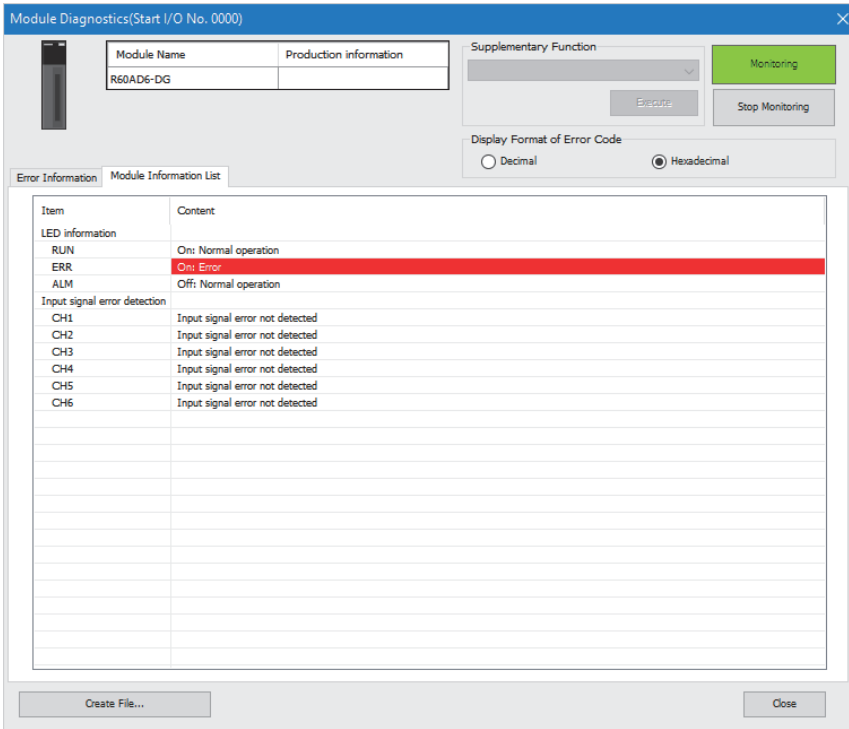 Module Diagnostics(Start I/O No. 0000)
Module Name Production information
R60AD6-DG
Supplementary Function
Execute
Monitoring
Stop Monitoring
Display Format of Error Code
Decimal Hexadecimal
Error Information Module Information List
Item Content
LED information
RUN On: Normal operation
ERR On: Error
ALM Off: Normal operation
Input signal error detection
CH1 Input signal error not detected
CH2 Input signal error not detected
CH3 Input signal error not detected
CH4 Input signal error not detected
CH5 Input signal error not detected
CH6 Input signal error not detected
Create File... Close